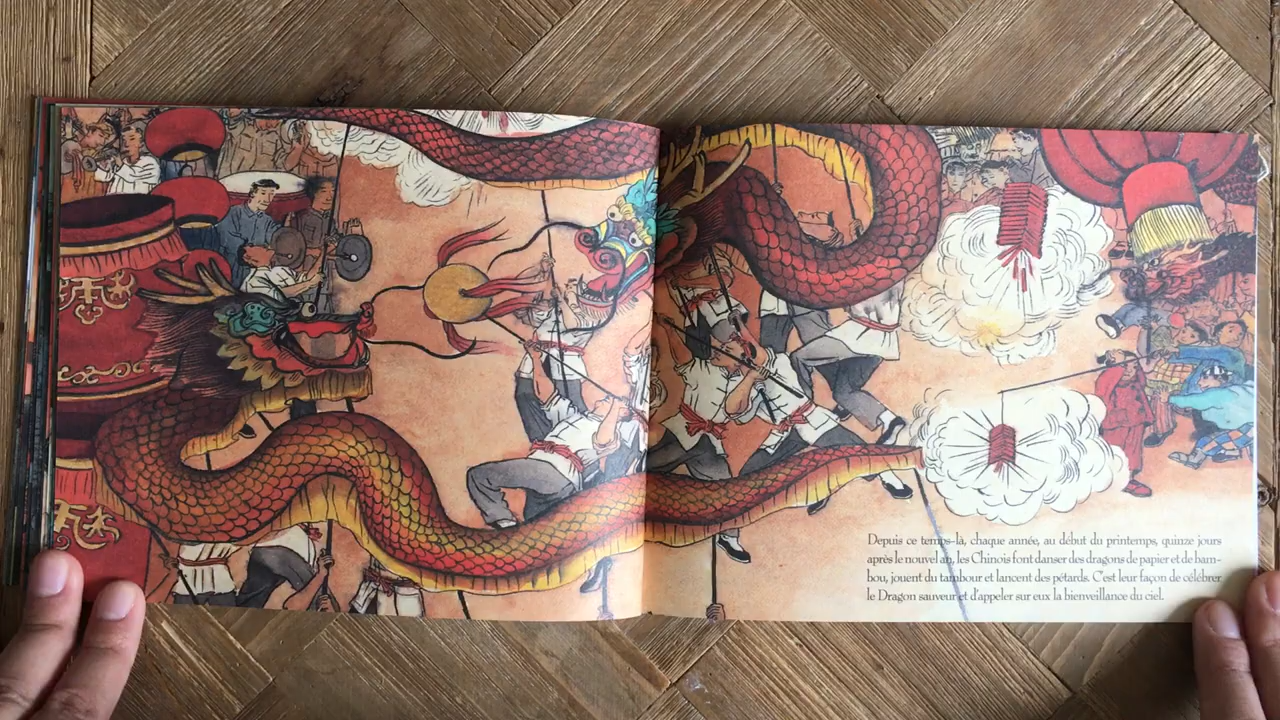 Depuis ce temps-là, chaque année, au début du printemps, quinze jours
après le nouvel an, les Chinois font danser des dragons de papier et de bam-
bou, jouent du tambour et lancent des pétards. C'est leur façon de célébrer
le Dragon sauveur et d'appeler sur eux la bienveillance du ciel.